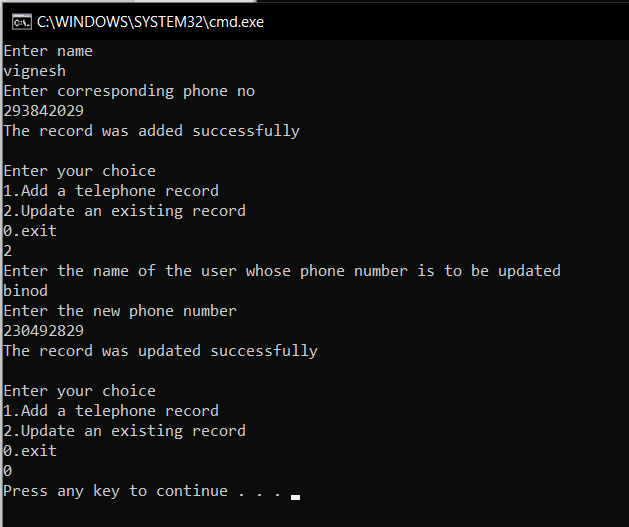 C:\WINDOWS\SYSTEM32\cmd.exe
Enter name
vignesh
Enter corresponding phone no
293842029
The record was added successfully
Enter your choice
1.Add a telephone record
2.Update an existing record
0.exit
2
Enter the name of the user whose phone number is to be updated
binod
Enter the new phone number
230492829
The record was updated successfully
Enter your choice
1.Add a telephone record
2.Update an existing record
0.exit
0
Press any key to continue . . .